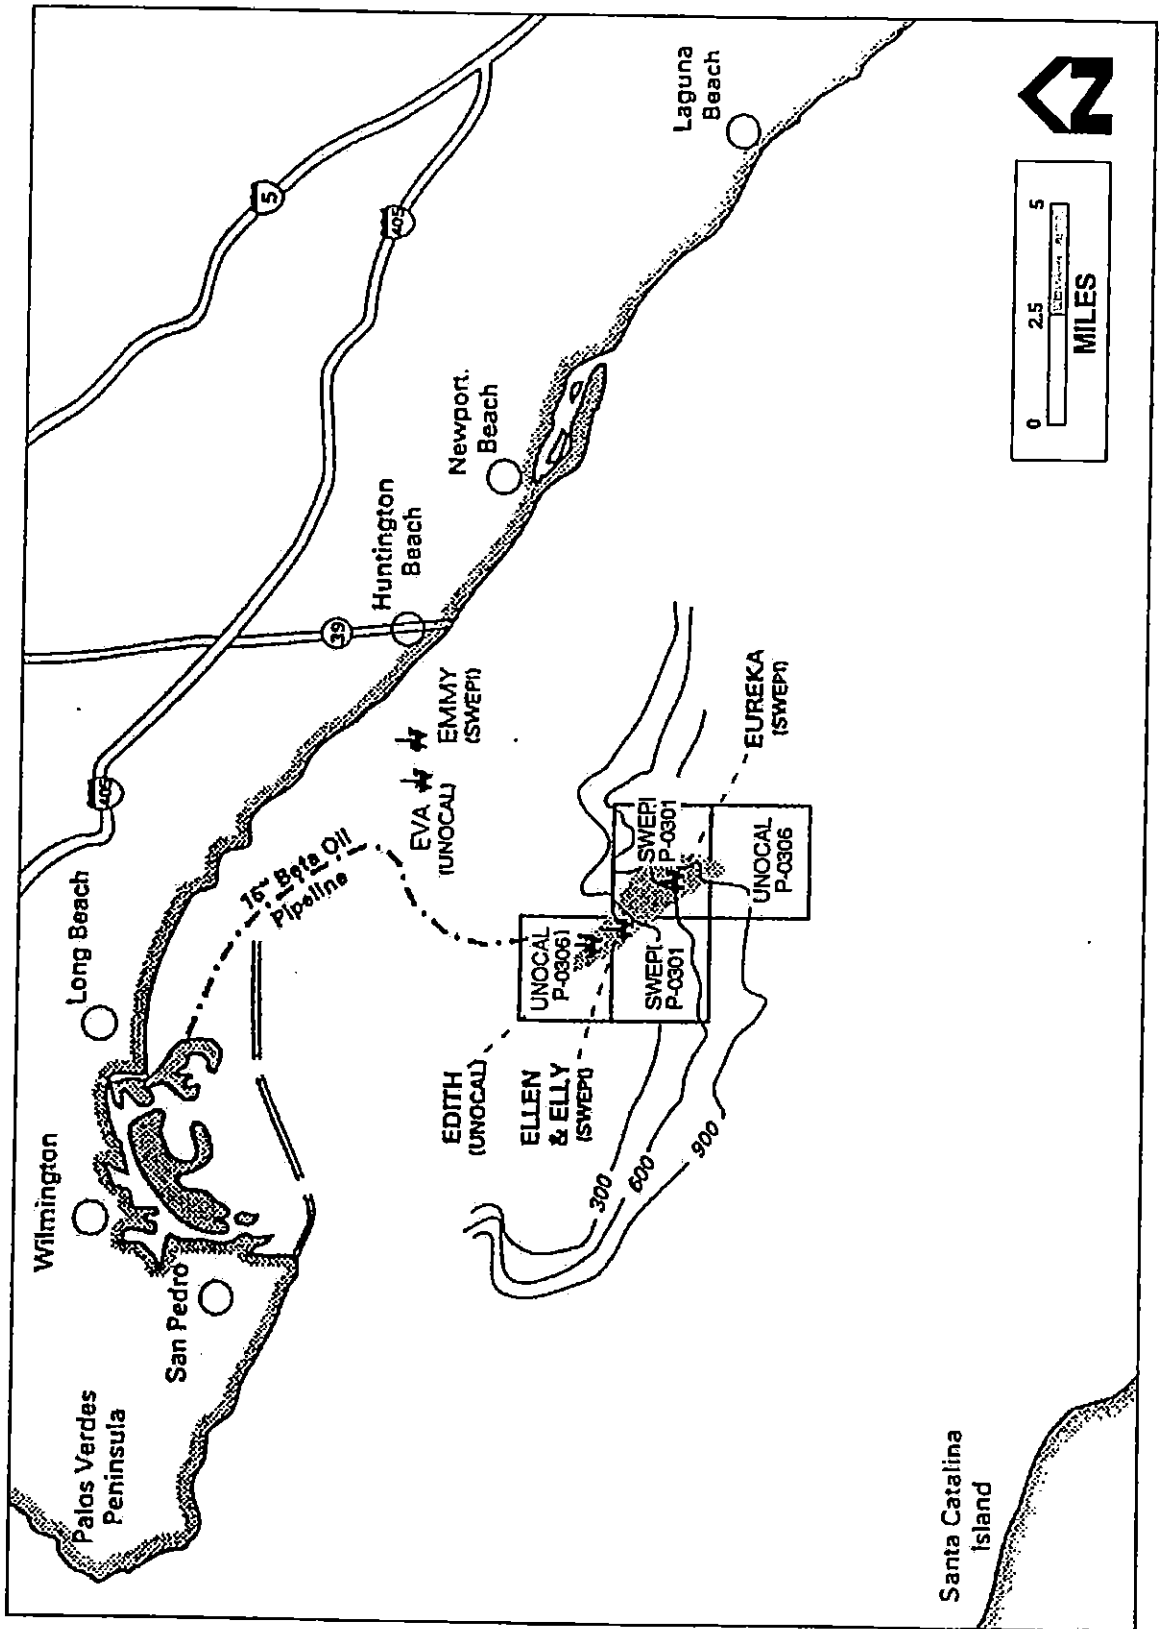 Palos Verdes
Peninsula
Wilmington
San Pedro
Long Beach
405
5
405
39
Huntington
Beach
Newport.
Beach
Laguna
Beach
16" Beta Oil
Pipeline
EVA
(UNOCAL)
EMMY
(SWEPI)
EDITH
(UNOCAL)
ELLEN
& ELLY
(SWEPI)
UNOCAL
P-0306
SWEPI
P-0301
SWEPI
P-0301
UNOCAL
P-0306
EUREKA
(SWEPI)
300
600
900
Santa Catalina
Island
N
0 2.5 5
MILES